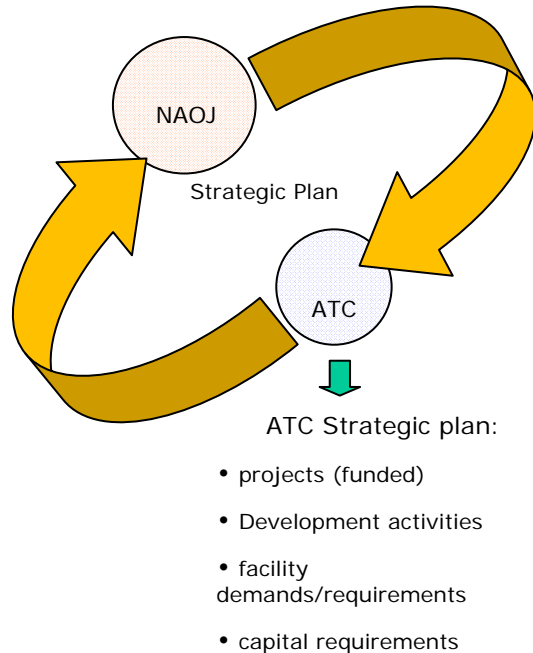 NAOJ
Strategic Plan
ATC
ATC Strategic plan:
• projects (funded)
• Development activities
• facility
demands/requirements
• capital requirements